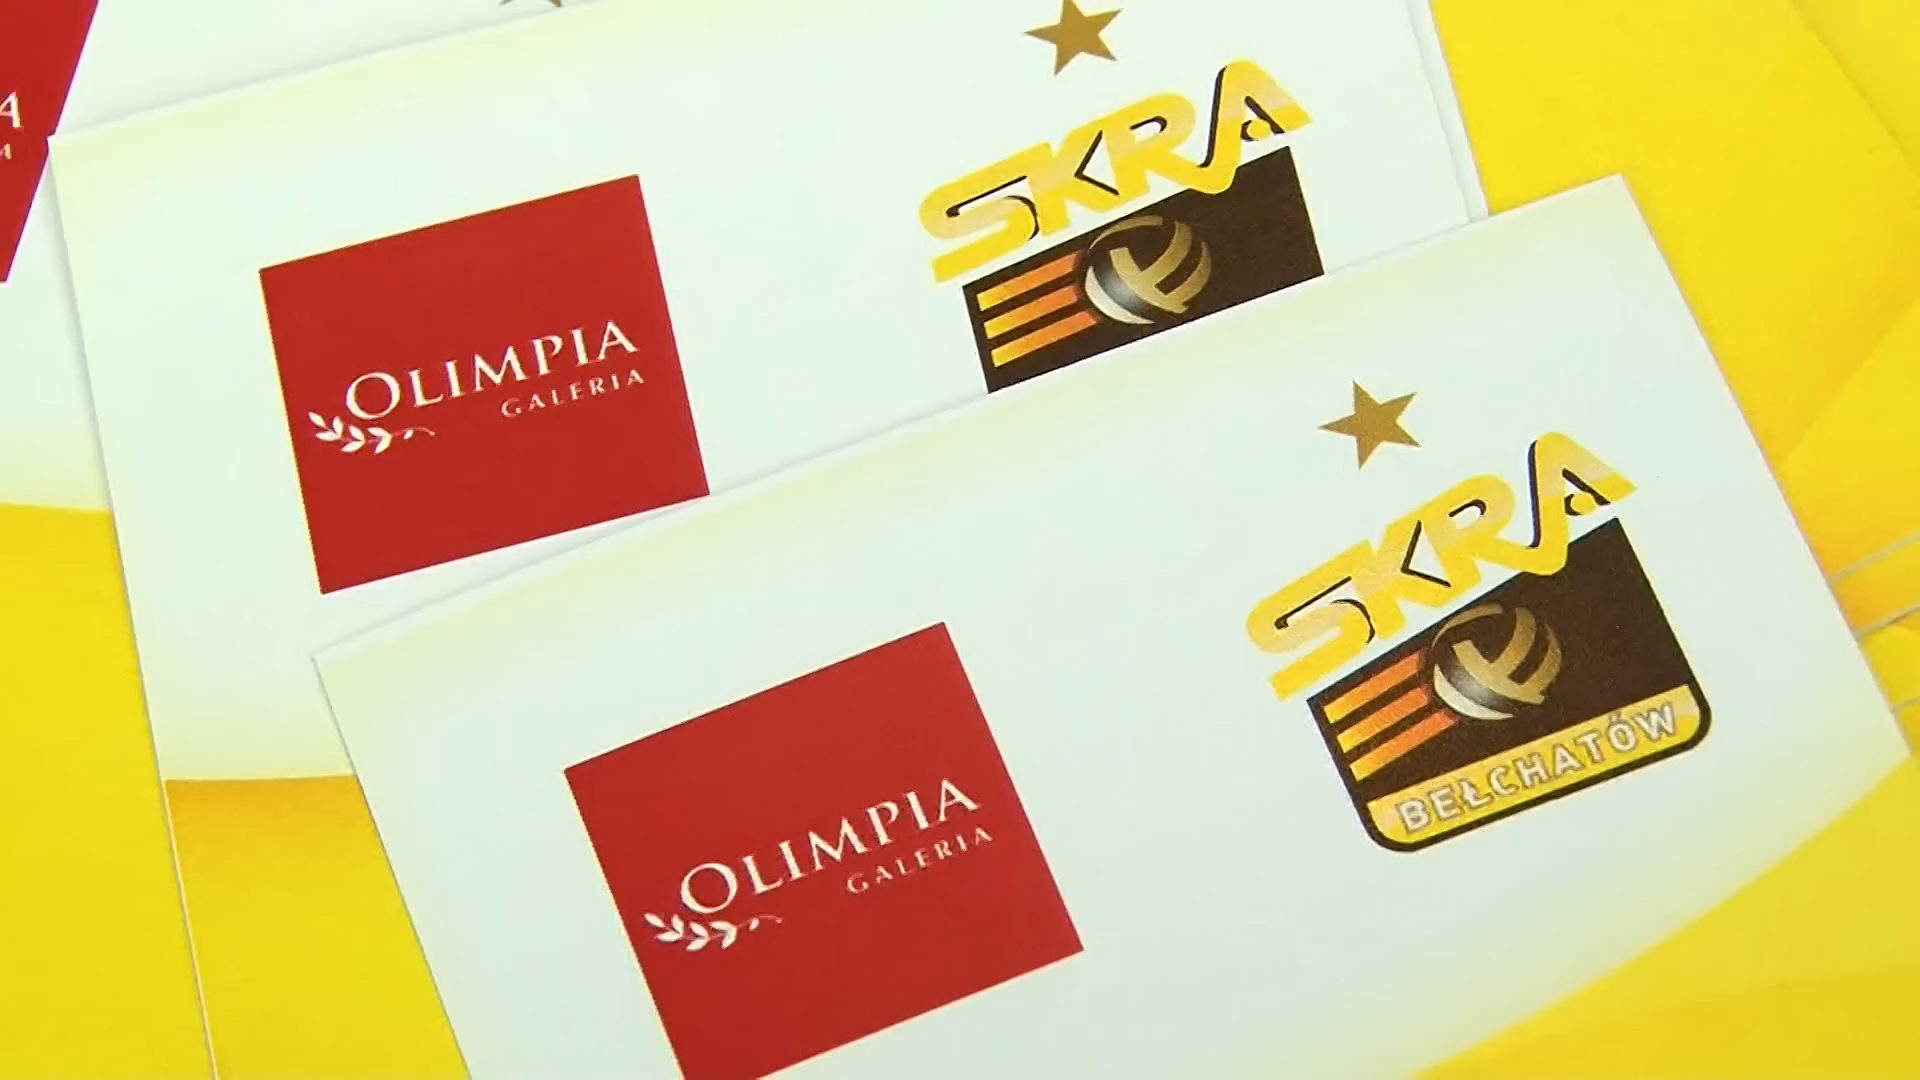 SKRA
OLIMPIA
GALERIA
SKRA
BEŁCHATÓW
OLIMPIA
GALERIA